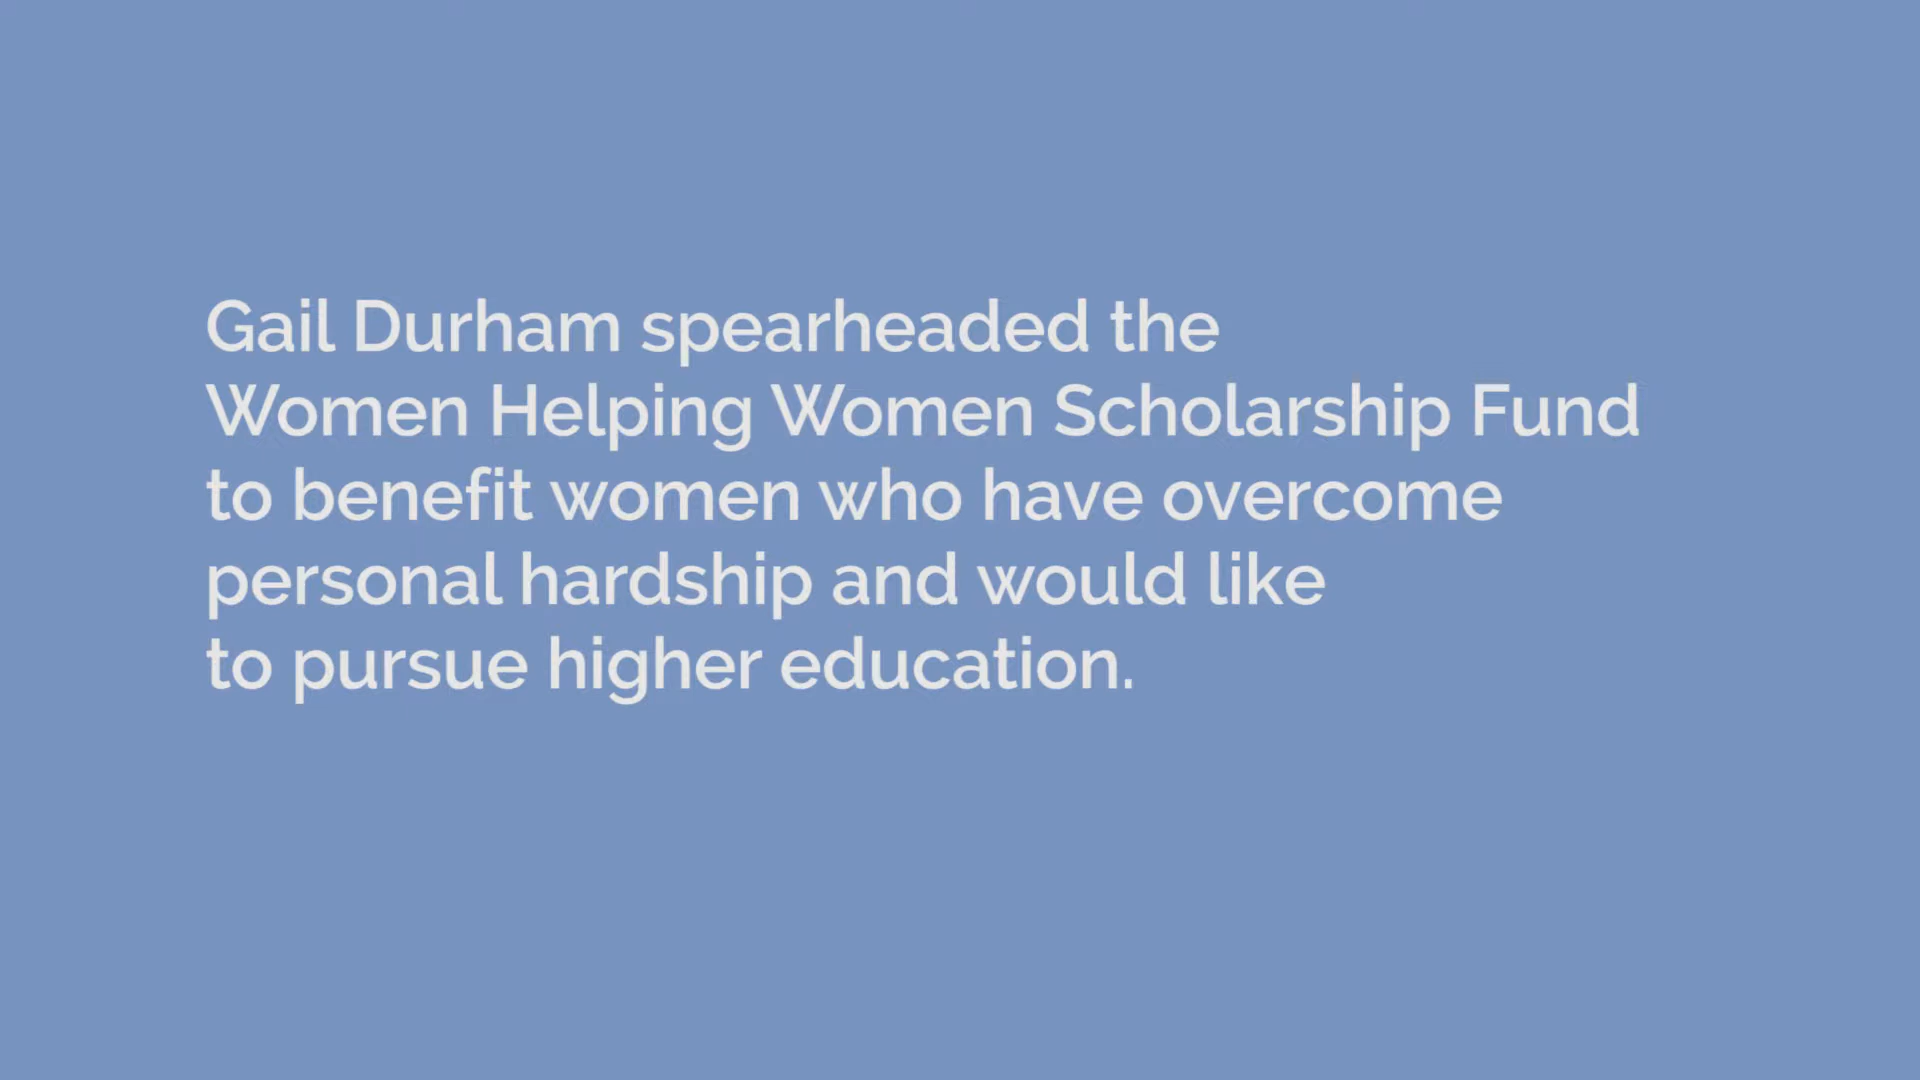 Gail Durham spearheaded the
Women Helping Women Scholarship Fund
to benefit women who have overcome
personal hardship and would like
to pursue higher education.